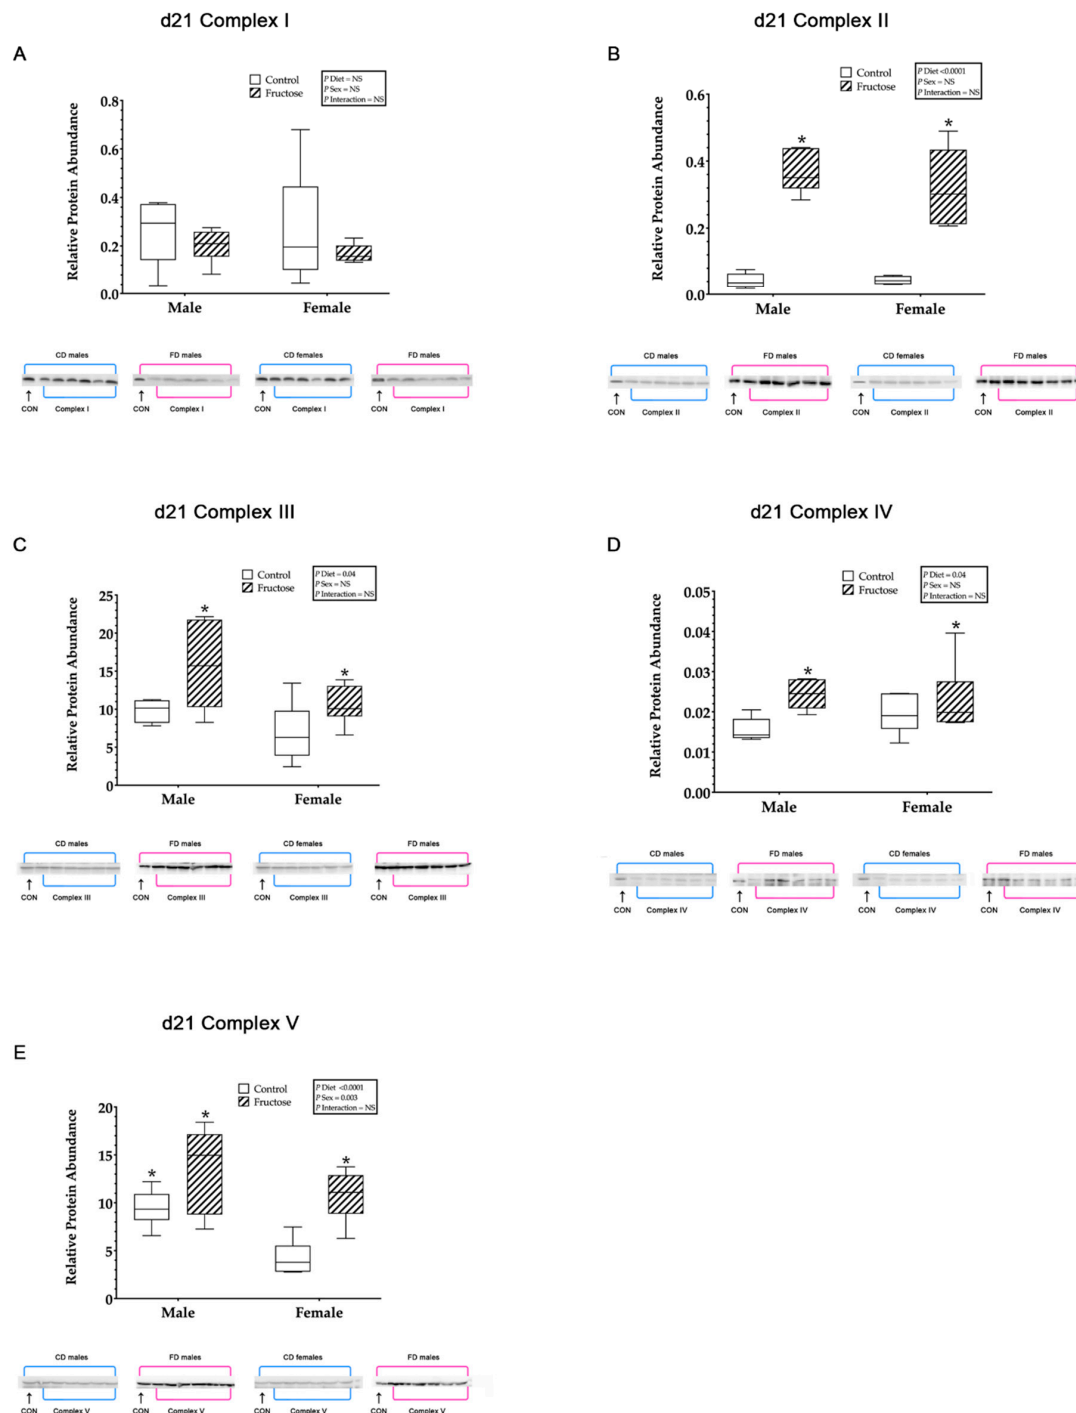 d21 Complex I
A
Control
Fructose
P Diet = NS
P Sex = NS
P Interaction = NS
Relative Protein Abundance
0.8
0.6
0.4
0.2
0.0
Male
Female
CD males
FD males
CD females
FD males
CON
Complex I
CON
Complex I
CON
Complex I
CON
Complex I
d21 Complex II
B
Control
Fructose
P Diet <0.0001
P Sex = NS
P Interaction = NS
Relative Protein Abundance
0.6
*
*
0.4
0.2
0.0
Male
Female
CD males
FD males
CD females
FD males
CON
Complex II
CON
Complex II
CON
Complex II
CON
Complex II
d21 Complex III
C
Control
Fructose
P Diet = 0.04
P Sex = NS
P Interaction = NS
Relative Protein Abundance
25
*
20
15
*
10
5
0
Male
Female
CD males
FD males
CD females
FD males
CON
Complex III
CON
Complex III
CON
Complex III
CON
Complex III
d21 Complex IV
D
Control
Fructose
P Diet = 0.04
P Sex = NS
P Interaction = NS
Relative Protein Abundance
0.05
0.04
*
0.03
*
0.02
0.01
0.00
Male
Female
CD males
FD males
CD females
FD males
CON
Complex IV
CON
Complex IV
CON
Complex IV
CON
Complex IV
d21 Complex V
E
Control
Fructose
P Diet <0.0001
P Sex = 0.003
P Interaction = NS
Relative Protein Abundance
20
*
15
*
*
10
5
0
Male
Female
CD males
FD males
CD females
FD males
CON
Complex V
CON
Complex V
CON
Complex V
CON
Complex V